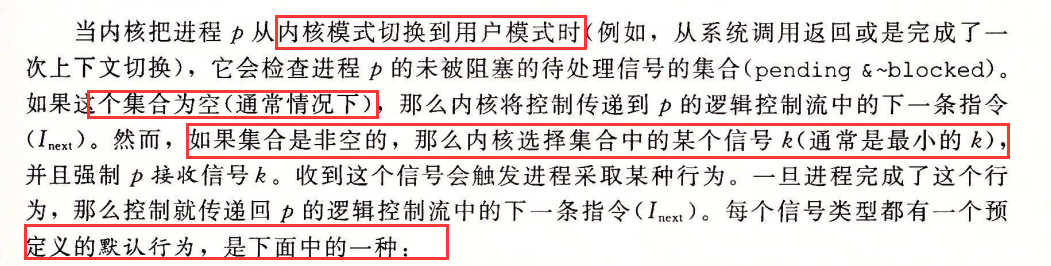 当内核把进程 p 从内核模式切换到用户模式时(例如，从系统调用返回或是完成了一
次上下文切换)，它会检查进程 p 的未被阻塞的待处理信号的集合(pending &~blocked)。
如果这个集合为空(通常情况下)，那么内核将控制传递到 p 的逻辑控制流中的下一条指令
(Inext)。然而，如果集合是非空的，那么内核选择集合中的某个信号 k(通常是最小的 k)，
并且强制 p 接收信号 k。收到这个信号会触发进程采取某种行为。一旦进程完成了这个行
为，那么控制就传递回 p 的逻辑控制流中的下一条指令(Inext)。每个信号类型都有一个预
定义的默认行为，是下面中的一种：